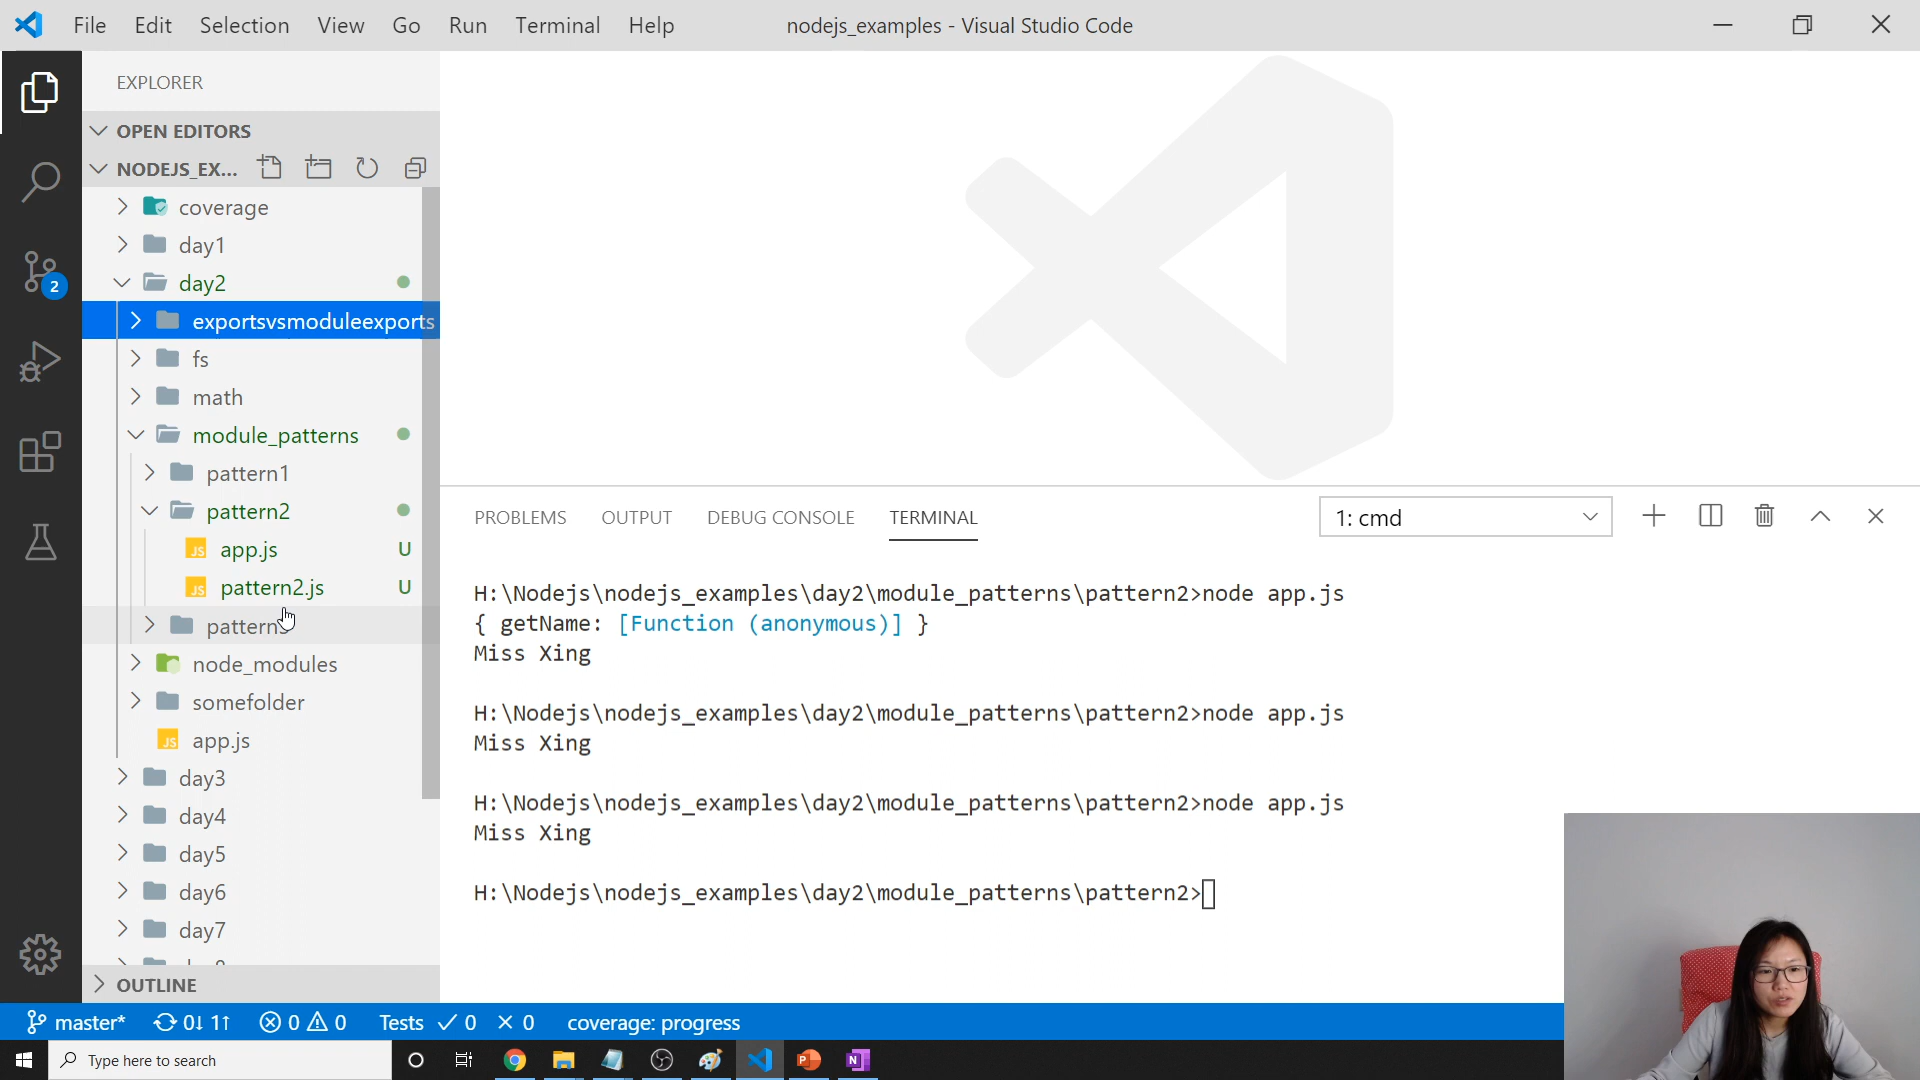 File Edit Selection View Go Run Terminal Help
nodejs_examples - Visual Studio Code
EXPLORER
OPEN EDITORS
NODEJS_EX...
coverage
day1
day2
exportsvsmoduleexports
fs
math
module_patterns
pattern1
pattern2
JS app.js U
JS pattern2.js U
node_modules
somefolder
JS app.js
day3
day4
day5
day6
day7
OUTLINE
2
PROBLEMS OUTPUT DEBUG CONSOLE TERMINAL
1: cmd
H:\Nodejs\nodejs_examples\day2\module_patterns\pattern2>node app.js
{ getName: [Function (anonymous)] }
Miss Xing
H:\Nodejs\nodejs_examples\day2\module_patterns\pattern2>node app.js
Miss Xing
H:\Nodejs\nodejs_examples\day2\module_patterns\pattern2>node app.js
Miss Xing
H:\Nodejs\nodejs_examples\day2\module_patterns\pattern2>
master* 0↓ 1↑ 0 0 Tests 0 0 coverage: progress
Type here to search